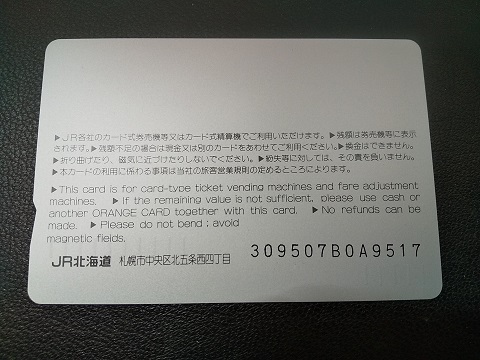 ▶JR各社のカード式券売機等又はカード式精算機でご利用いただけます。▶残額は券売機等に表示
されます。▶残額不足の場合は現金又は別のカードをあわせてご利用ください。▶換金はできません。
▶折り曲げたり、磁気に近づけたりしないでください。▶紛失等に対しては、その責を負いません。
▶本カードの利用に係わる事項は当社の旅客営業規則の定めるところによります。
▶This card is for card-type ticket vending machines and fare adjustment
machines. ▶If the remaining value is not sufficient, please use cash or
another ORANGE CARD together with this card. ▶No refunds can be
made. ▶Please do not bend; avoid
magnetic fields.
JR北海道 札幌市中央区北五条西四丁目 309507B0A9517